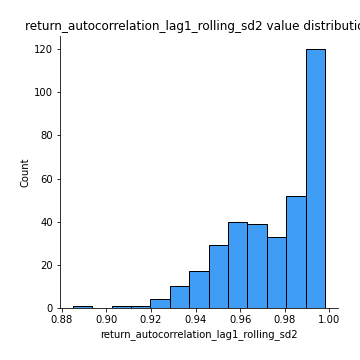 return_autocorrelation_lag1_rolling_sd2 value distributio
120
100
80
60
40
20
0
Count
0.88 0.90 0.92 0.94 0.96 0.98 1.00
return_autocorrelation_lag1_rolling_sd2